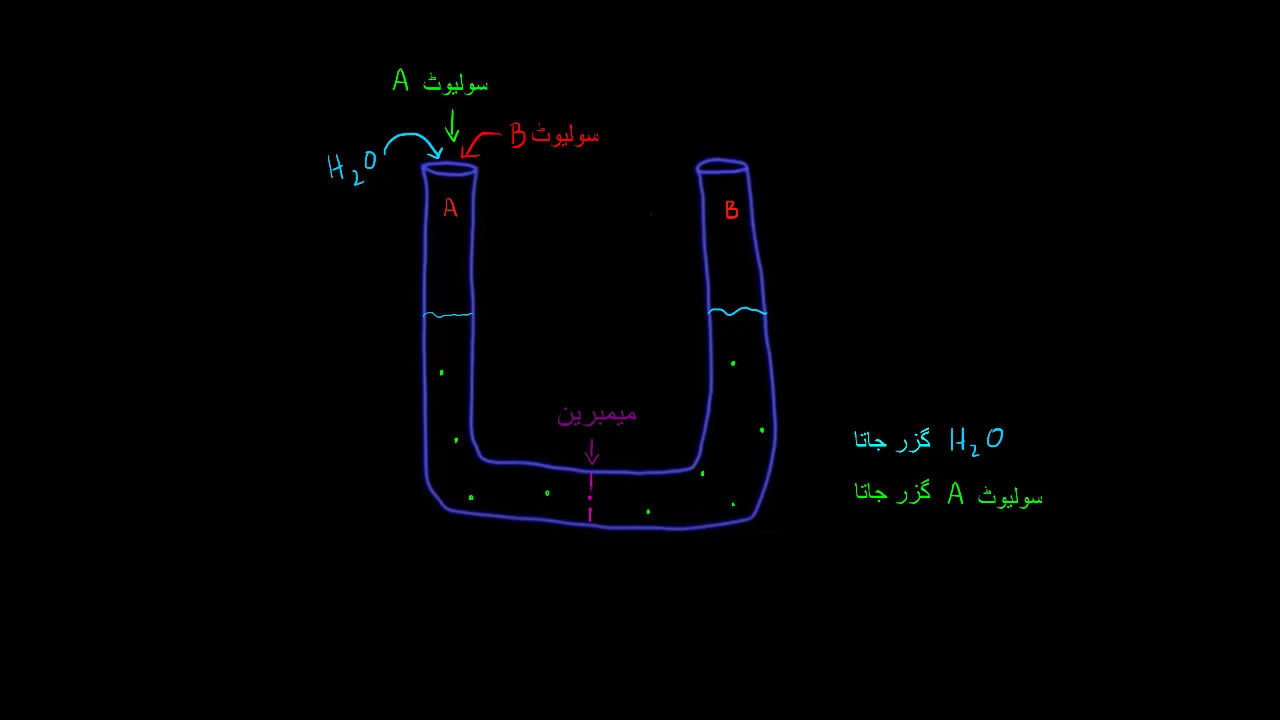 سولیوٹ A
سولیوٹ B
H₂O
A
B
میمبرین
H₂O گزر جاتا
سولیوٹ A گزر جاتا